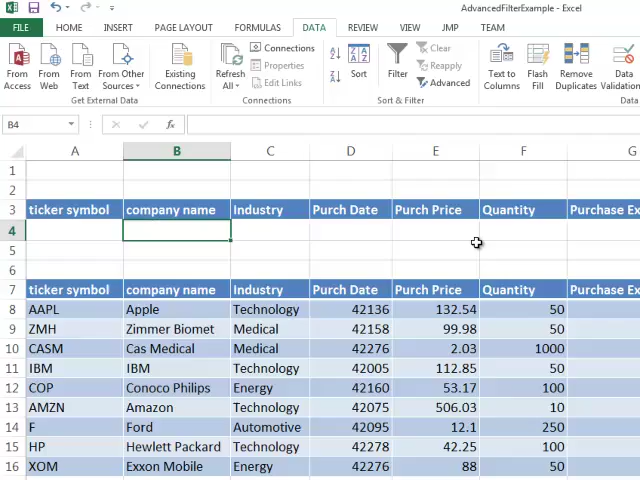 AdvancedFilterExample - Excel
FILE HOME INSERT PAGE LAYOUT FORMULAS DATA REVIEW VIEW JMP TEAM
From Access
From Web
From Text
From Other Sources
Existing Connections
Get External Data
Refresh All
Connections
Properties
Edit Links
Connections
Sort
Filter
Clear
Reapply
Advanced
Sort & Filter
Text to Columns
Flash Fill
Remove Duplicates
Data Validation
Data
B4 fx
A B C D E F G
1
2
3 ticker symbol company name Industry Purch Date Purch Price Quantity Purchase Ex
4
5
6
7 ticker symbol company name Industry Purch Date Purch Price Quantity Purchase Ex
8 AAPL Apple Technology 42136 132.54 50
9 ZMH Zimmer Biomet Medical 42158 99.98 50
10 CASM Cas Medical Medical 42276 2.03 1000
11 IBM IBM Technology 42005 112.85 50
12 COP Conoco Philips Energy 42160 53.17 100
13 AMZN Amazon Technology 42075 506.03 10
14 F Ford Automotive 42095 12.1 250
15 HP Hewlett Packard Technology 42278 42.25 100
16 XOM Exxon Mobile Energy 42276 88 50